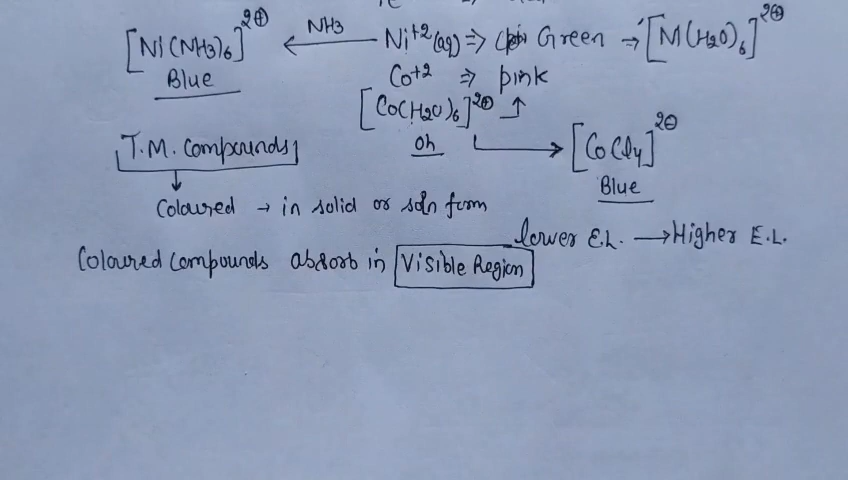 [Ni(NH3)6]2⊕ ← NH3 Ni+2(aq) ⇒ Green → [M(H2O)6]2⊕
Blue
Co+2 ⇒ pink
[Co(H2O)6]2⊕
Oh → [CoCl4]2⊖
Blue
T.M. Compounds
Coloured → in solid or soln form
lower E.L. → Higher E.L.
Coloured Compounds absorb in Visible Region